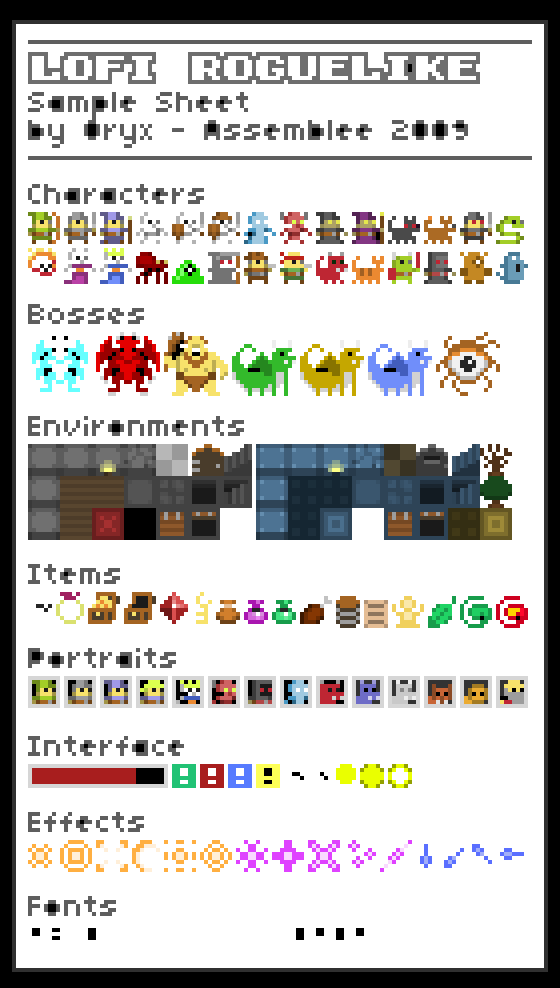 LOFI ROGUELIKE
Sample Sheet
by Oryx - Assemblee 2009
Characters
Bosses
Environments
Items
Portraits
Interface
Effects
Fonts